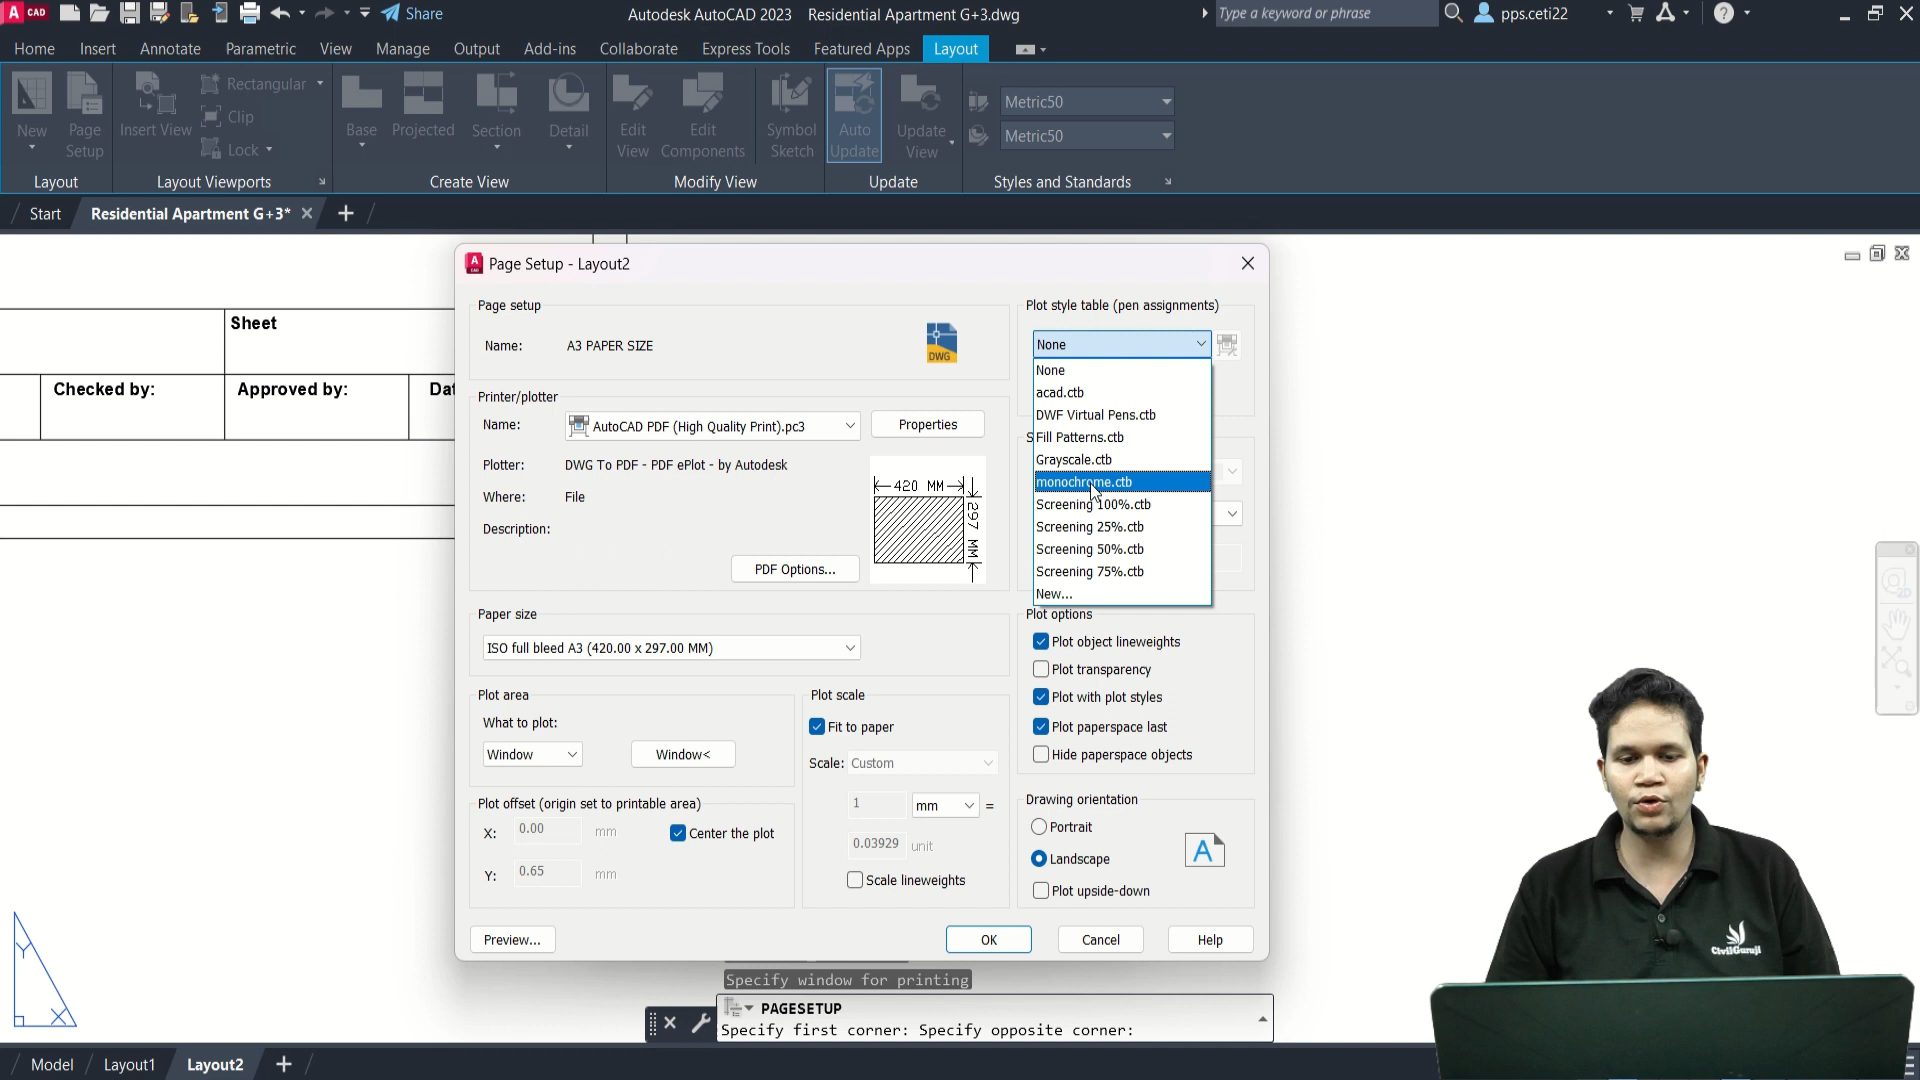 CAD
Share
Autodesk AutoCAD 2023 Residential Apartment G+3.dwg
Type a keyword or phrase
pps.ceti22
Home Insert Annotate Parametric View Manage Output Add-ins Collaborate Express Tools Featured Apps Layout
New
Page Setup
Insert View
Rectangular
Clip
Lock
Base
Projected
Section
Detail
Edit View
Edit Components
Symbol Sketch
Auto Update
Update View
Metric50
Metric50
Layout
Layout Viewports
Create View
Modify View
Update
Styles and Standards
Start
Residential Apartment G+3*
Sheet
Checked by:
Approved by:
Dat
Page Setup - Layout2
Page setup
Name: A3 PAPER SIZE
DWG
Printer/plotter
Name: AutoCAD PDF (High Quality Print).pc3
Properties
Plotter: DWG To PDF - PDF ePlot - by Autodesk
Where: File
Description:
420 MM
297 MM
PDF Options...
Paper size
ISO full bleed A3 (420.00 x 297.00 MM)
Plot area
What to plot:
Window
Window<
Plot offset (origin set to printable area)
X: 0.00 mm
Center the plot
Y: 0.65 mm
Plot scale
Fit to paper
Scale: Custom
1 mm =
0.03929 unit
Scale lineweights
Plot style table (pen assignments)
None
None
acad.ctb
DWF Virtual Pens.ctb
Fill Patterns.ctb
Grayscale.ctb
monochrome.ctb
Screening 100%.ctb
Screening 25%.ctb
Screening 50%.ctb
Screening 75%.ctb
New...
Plot options
Plot object lineweights
Plot transparency
Plot with plot styles
Plot paperspace last
Hide paperspace objects
Drawing orientation
Portrait
Landscape
A
Plot upside-down
Preview...
OK
Cancel
Help
Specify window for printing
PAGESETUP
Specify first corner: Specify opposite corner:
Y
X
2D
CivilGuruji
Model
Layout1
Layout2